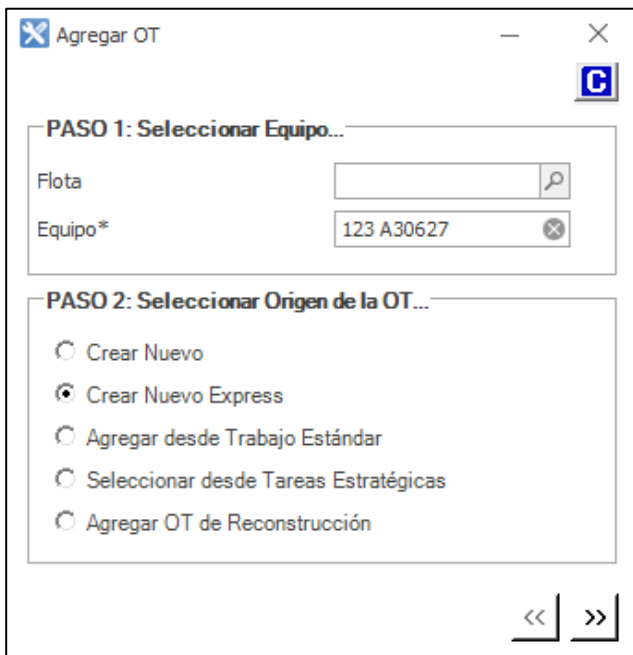 Agregar OT
C
PASO 1: Seleccionar Equipo...
Flota
Equipo* 123 A30627
PASO 2: Seleccionar Origen de la OT...
Crear Nuevo
Crear Nuevo Express
Agregar desde Trabajo Estándar
Seleccionar desde Tareas Estratégicas
Agregar OT de Reconstrucción
<< >>